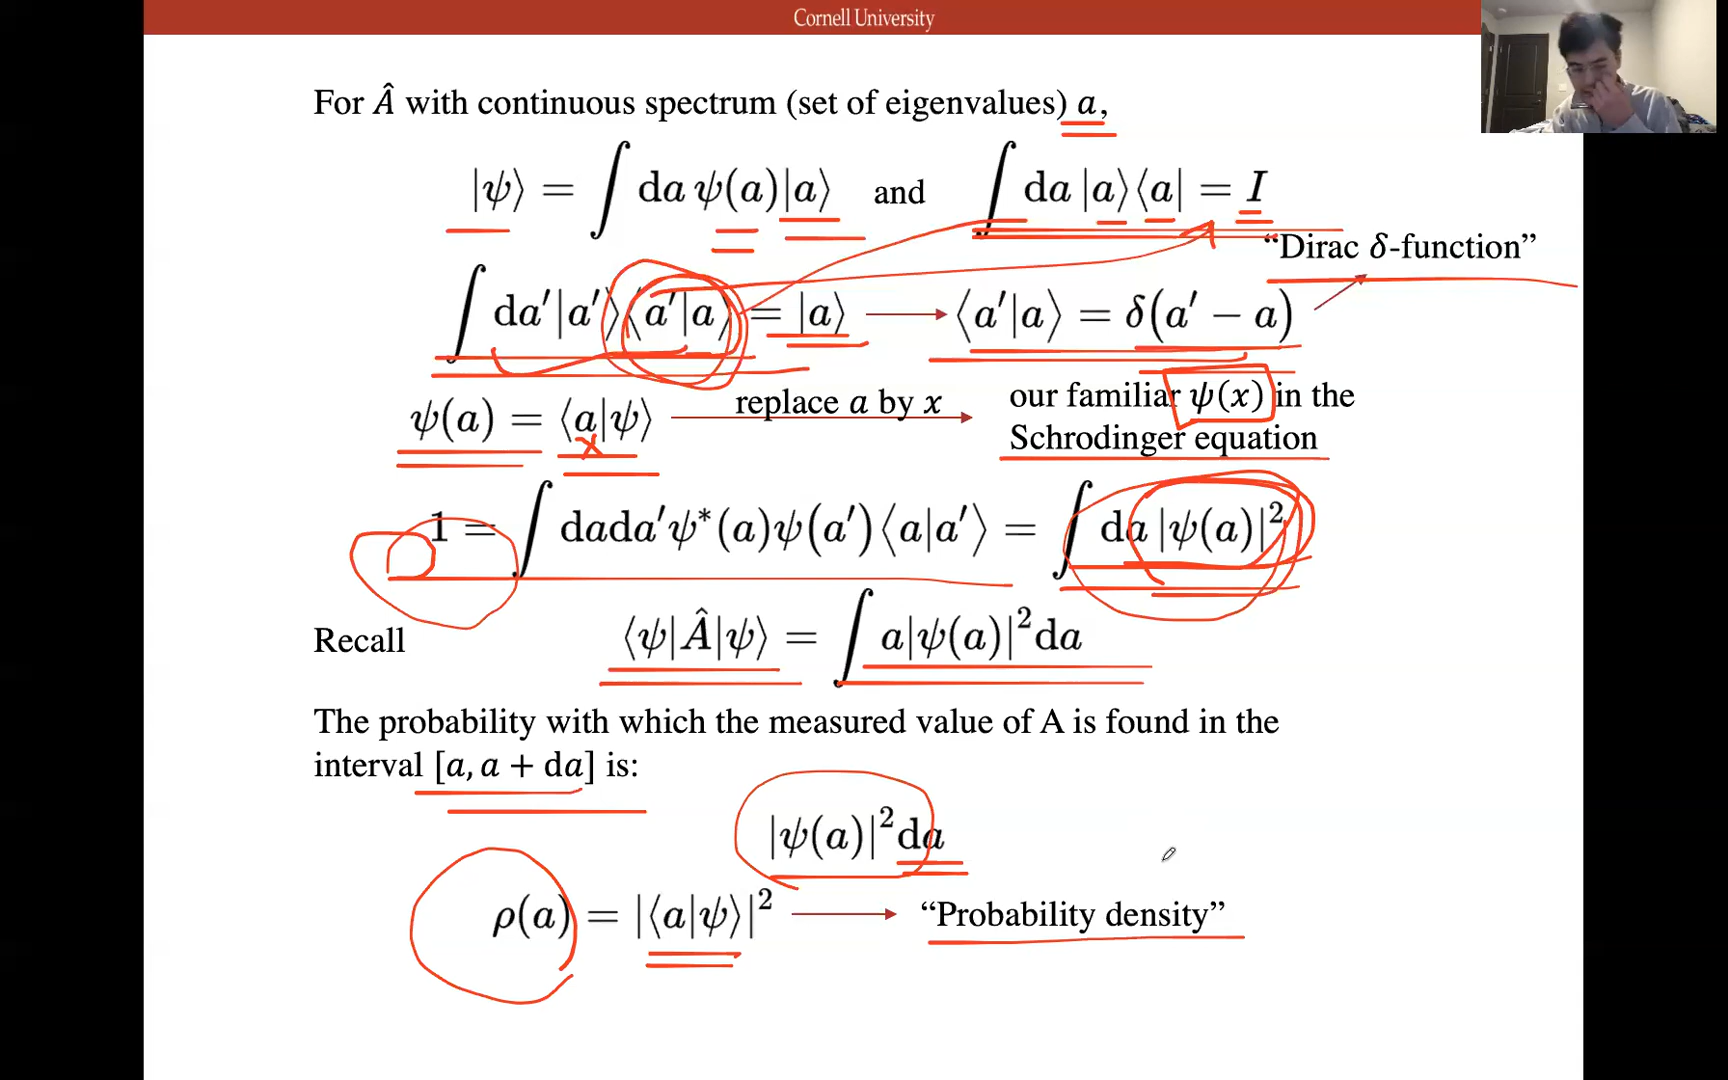 Cornell University
For Â with continuous spectrum (set of eigenvalues) a,
|ψ⟩ = ∫ da ψ(a)|a⟩ and ∫ da |a⟩⟨a| = I
“Dirac δ-function”
∫ da′|a′⟩⟨a′|a⟩ = |a⟩ → ⟨a′|a⟩ = δ(a′ − a)
ψ(a) = ⟨a|ψ⟩ replace a by x → our familiar ψ(x) in the
x
Schrodinger equation
1 = ∫ dada′ψ*(a)ψ(a′)⟨a|a′⟩ = ∫ da |ψ(a)|²
Recall ⟨ψ|Â|ψ⟩ = ∫ a|ψ(a)|²da
The probability with which the measured value of A is found in the
interval [a, a + da] is:
|ψ(a)|²da
ρ(a) = |⟨a|ψ⟩|² → “Probability density”